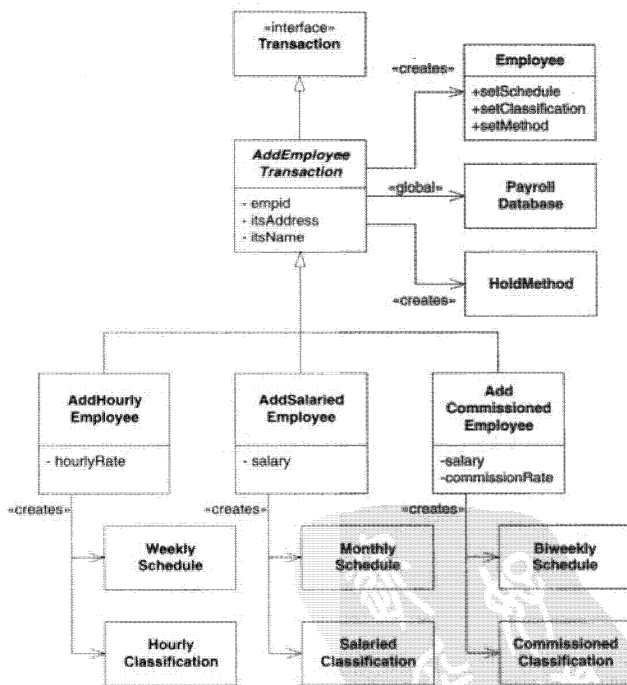 «interface»
Transaction
«creates»
Employee
+setSchedule
+setClassification
+setMethod
AddEmployee
Transaction
- empid
- itsAddress
- itsName
«global»
Payroll
Database
HoldMethod
«creates»
AddHourly
Employee
- hourlyRate
AddSalaried
Employee
- salary
Add
Commissioned
Employee
-salary
-commissionRate
«creates»
«creates»
«creates»
Weekly
Schedule
Monthly
Schedule
Biweekly
Schedule
Hourly
Classification
Salaried
Classification
Commissioned
Classification